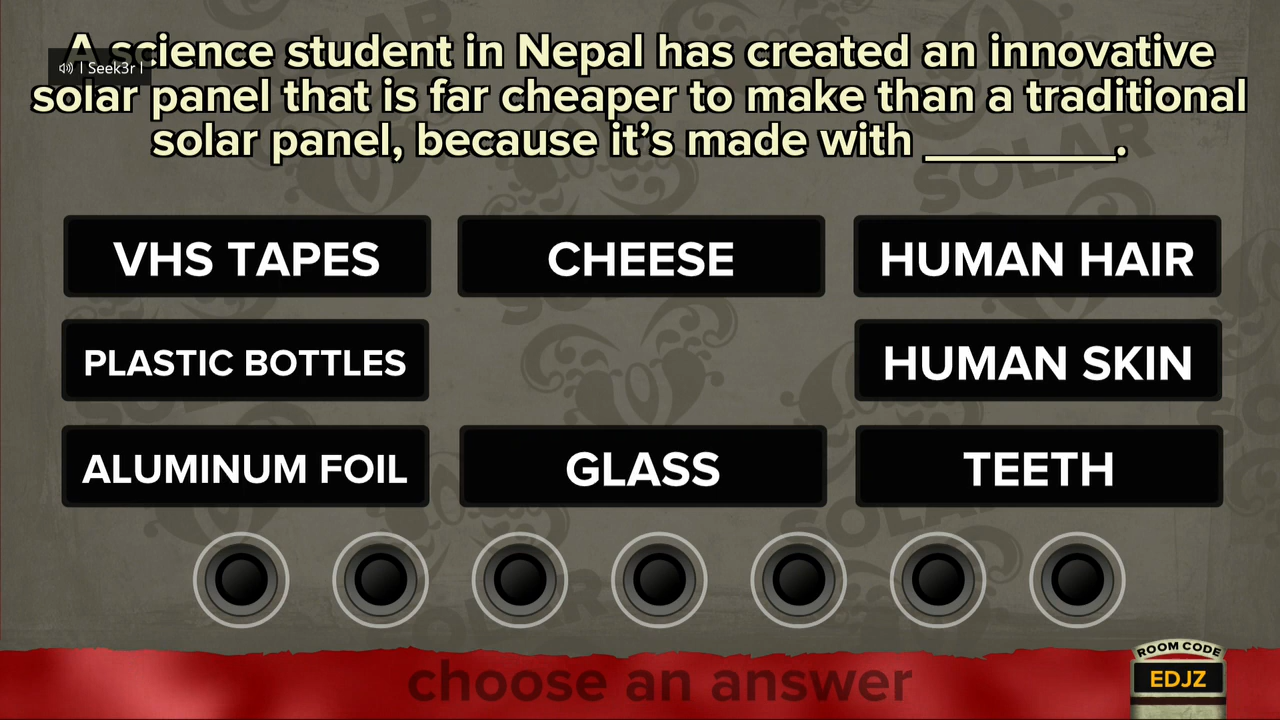 A science student in Nepal has created an innovative
solar panel that is far cheaper to make than a traditional
solar panel, because it's made with ________.
l Seek3r l
VHS TAPES
CHEESE
HUMAN HAIR
PLASTIC BOTTLES
HUMAN SKIN
ALUMINUM FOIL
GLASS
TEETH
SOLAR
choose an answer
ROOM CODE
EDJZ